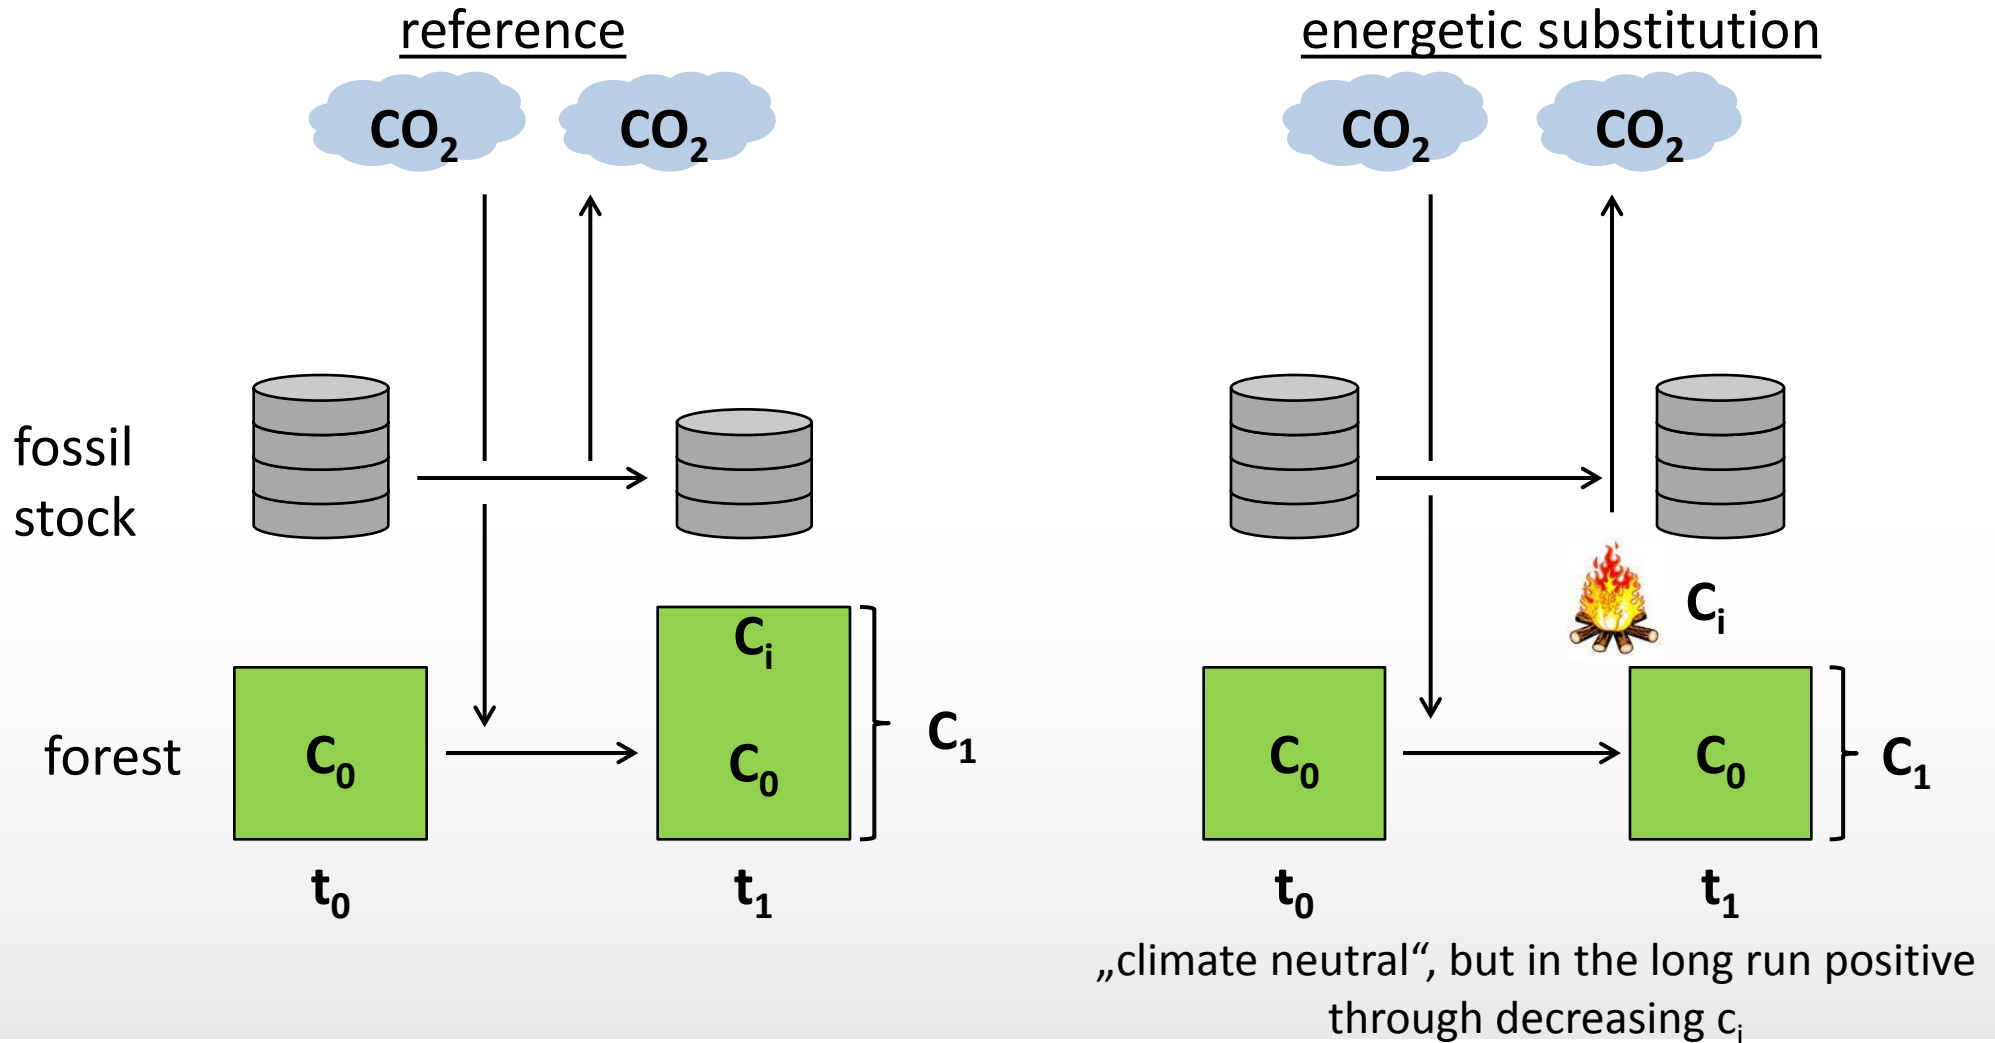 reference
energetic substitution
CO₂
CO₂
CO₂
CO₂
fossil
stock
Cᵢ
C₀
C₁
Cᵢ
forest
C₀
C₀
C₀
C₁
t₀
t₁
t₀
t₁
„climate neutral“, but in the long run positive
through decreasing cᵢ